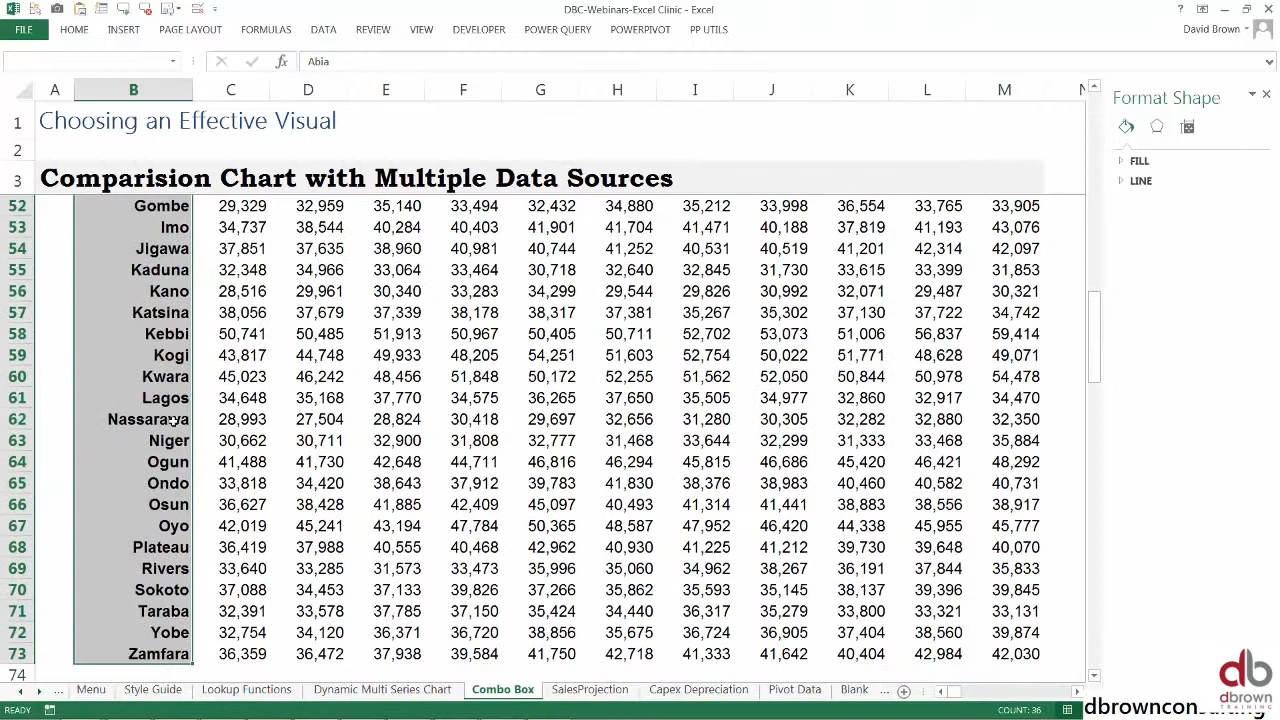 DBC-Webinars-Excel Clinic - Excel
FILE HOME INSERT PAGE LAYOUT FORMULAS DATA REVIEW VIEW DEVELOPER POWER QUERY POWERPIVOT PP UTILS David Brown
Abia
A B C D E F G H I J K L M N
Format Shape
FILL
LINE
1 Choosing an Effective Visual
2
3 Comparision Chart with Multiple Data Sources
52 Gombe 29,329 32,959 35,140 33,494 32,432 34,880 35,212 33,998 36,554 33,765 33,905
53 Imo 34,737 38,544 40,284 40,403 41,901 41,704 41,471 40,188 37,819 41,193 43,076
54 Jigawa 37,851 37,635 38,960 40,981 40,744 41,252 40,531 40,519 41,201 42,314 42,097
55 Kaduna 32,348 34,966 33,064 33,464 30,718 32,640 32,845 31,730 33,615 33,399 31,853
56 Kano 28,516 29,961 30,340 33,283 34,299 29,544 29,826 30,992 32,071 29,487 30,321
57 Katsina 38,056 37,679 37,339 38,178 38,317 37,381 35,267 35,302 37,130 37,722 34,742
58 Kebbi 50,741 50,485 51,913 50,967 50,405 50,711 52,702 53,073 51,006 56,837 59,414
59 Kogi 43,817 44,748 49,933 48,205 54,251 51,603 52,754 50,022 51,771 48,628 49,071
60 Kwara 45,023 46,242 48,456 51,848 50,172 52,255 51,562 52,050 50,844 50,978 54,478
61 Lagos 34,648 35,168 37,770 34,575 36,265 37,650 35,505 34,977 32,860 32,917 34,470
62 Nassarawa 28,993 27,504 28,824 30,418 29,697 32,656 31,280 30,305 32,282 32,880 32,350
63 Niger 30,662 30,711 32,900 31,808 32,777 31,468 33,644 32,299 31,333 33,468 35,884
64 Ogun 41,488 41,730 42,648 44,711 46,816 46,294 45,815 46,686 45,420 46,421 48,292
65 Ondo 33,818 34,420 38,643 37,912 39,783 41,830 38,376 38,983 40,460 40,582 40,731
66 Osun 36,627 38,428 41,885 42,409 45,097 40,493 41,314 41,441 38,883 38,556 38,917
67 Oyo 42,019 45,241 43,194 47,784 50,365 48,587 47,952 46,420 44,338 45,955 45,777
68 Plateau 36,419 37,988 40,555 40,468 42,962 40,930 41,225 41,212 39,730 39,648 40,070
69 Rivers 33,640 33,285 31,573 33,473 35,996 35,060 34,962 38,267 36,191 37,844 35,833
70 Sokoto 37,088 34,453 37,133 39,826 37,266 35,862 35,593 35,145 38,137 39,396 39,845
71 Taraba 32,391 33,578 37,785 37,150 35,424 34,440 36,317 35,279 33,800 33,321 33,131
72 Yobe 32,754 34,120 36,371 36,720 38,856 35,675 36,724 36,905 37,404 38,560 39,874
73 Zamfara 36,359 36,472 37,938 39,584 41,750 42,718 41,333 41,642 40,404 42,984 42,030
74
... Menu Style Guide Lookup Functions Dynamic Multiseries Chart Combo Box SalesProjection Capex Depreciation Pivot Data Blank ...
READY COUNT: 36
db
dbrown
TRAINING
dbrownconsulting